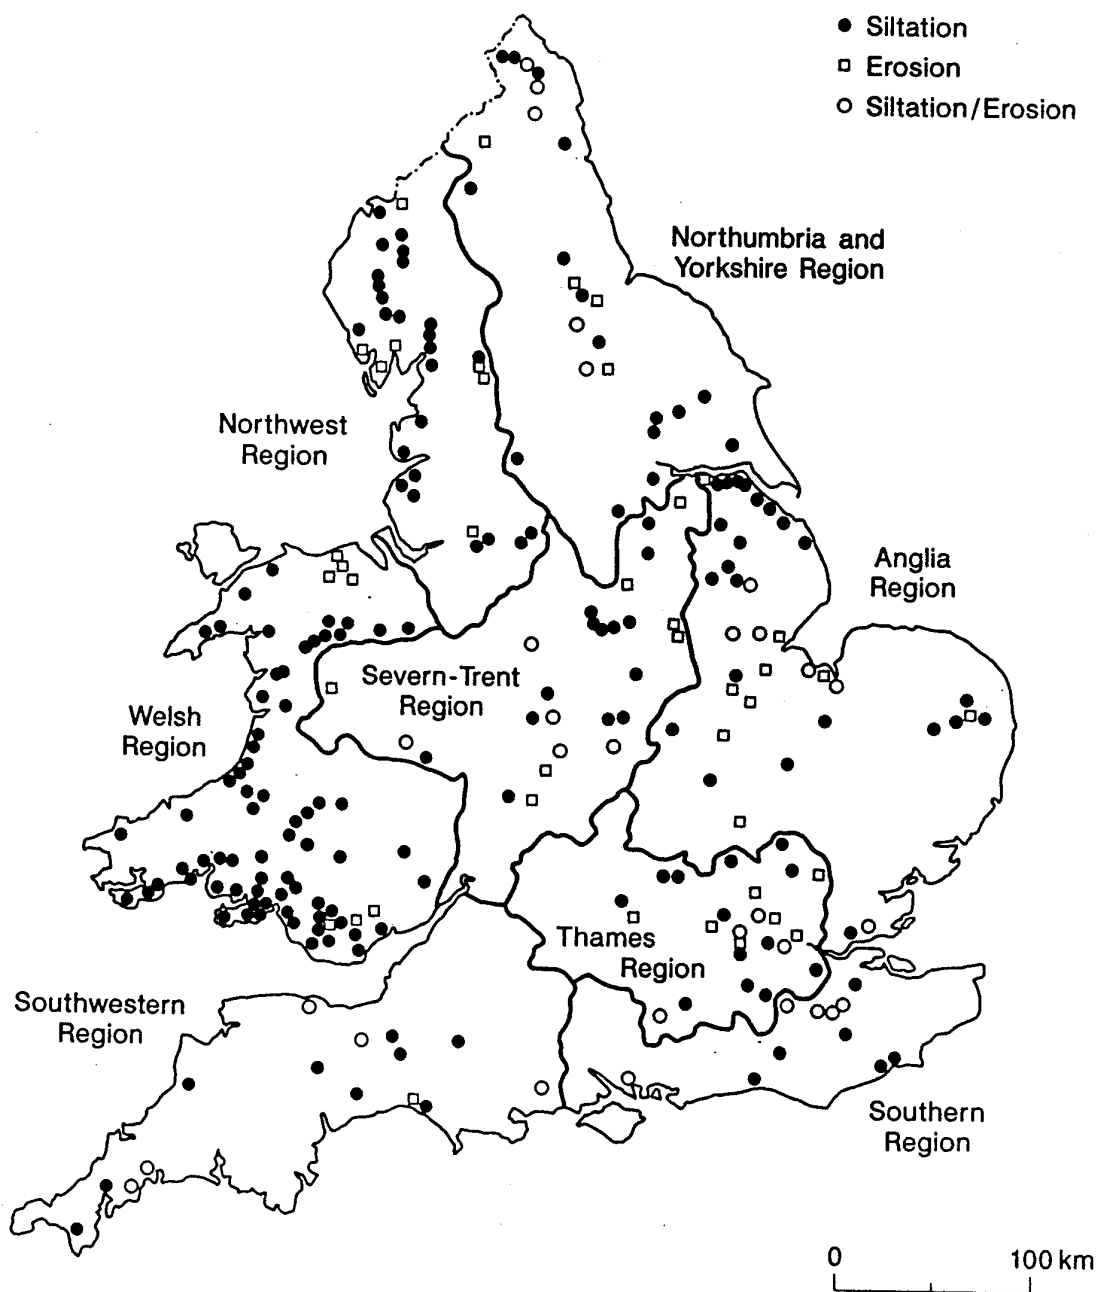 Siltation
Erosion
Siltation/Erosion
Northumbria and
Yorkshire Region
Northwest
Region
Anglia
Region
Severn-Trent
Region
Welsh
Region
Thames
Region
Southwestern
Region
Southern
Region
0 100 km